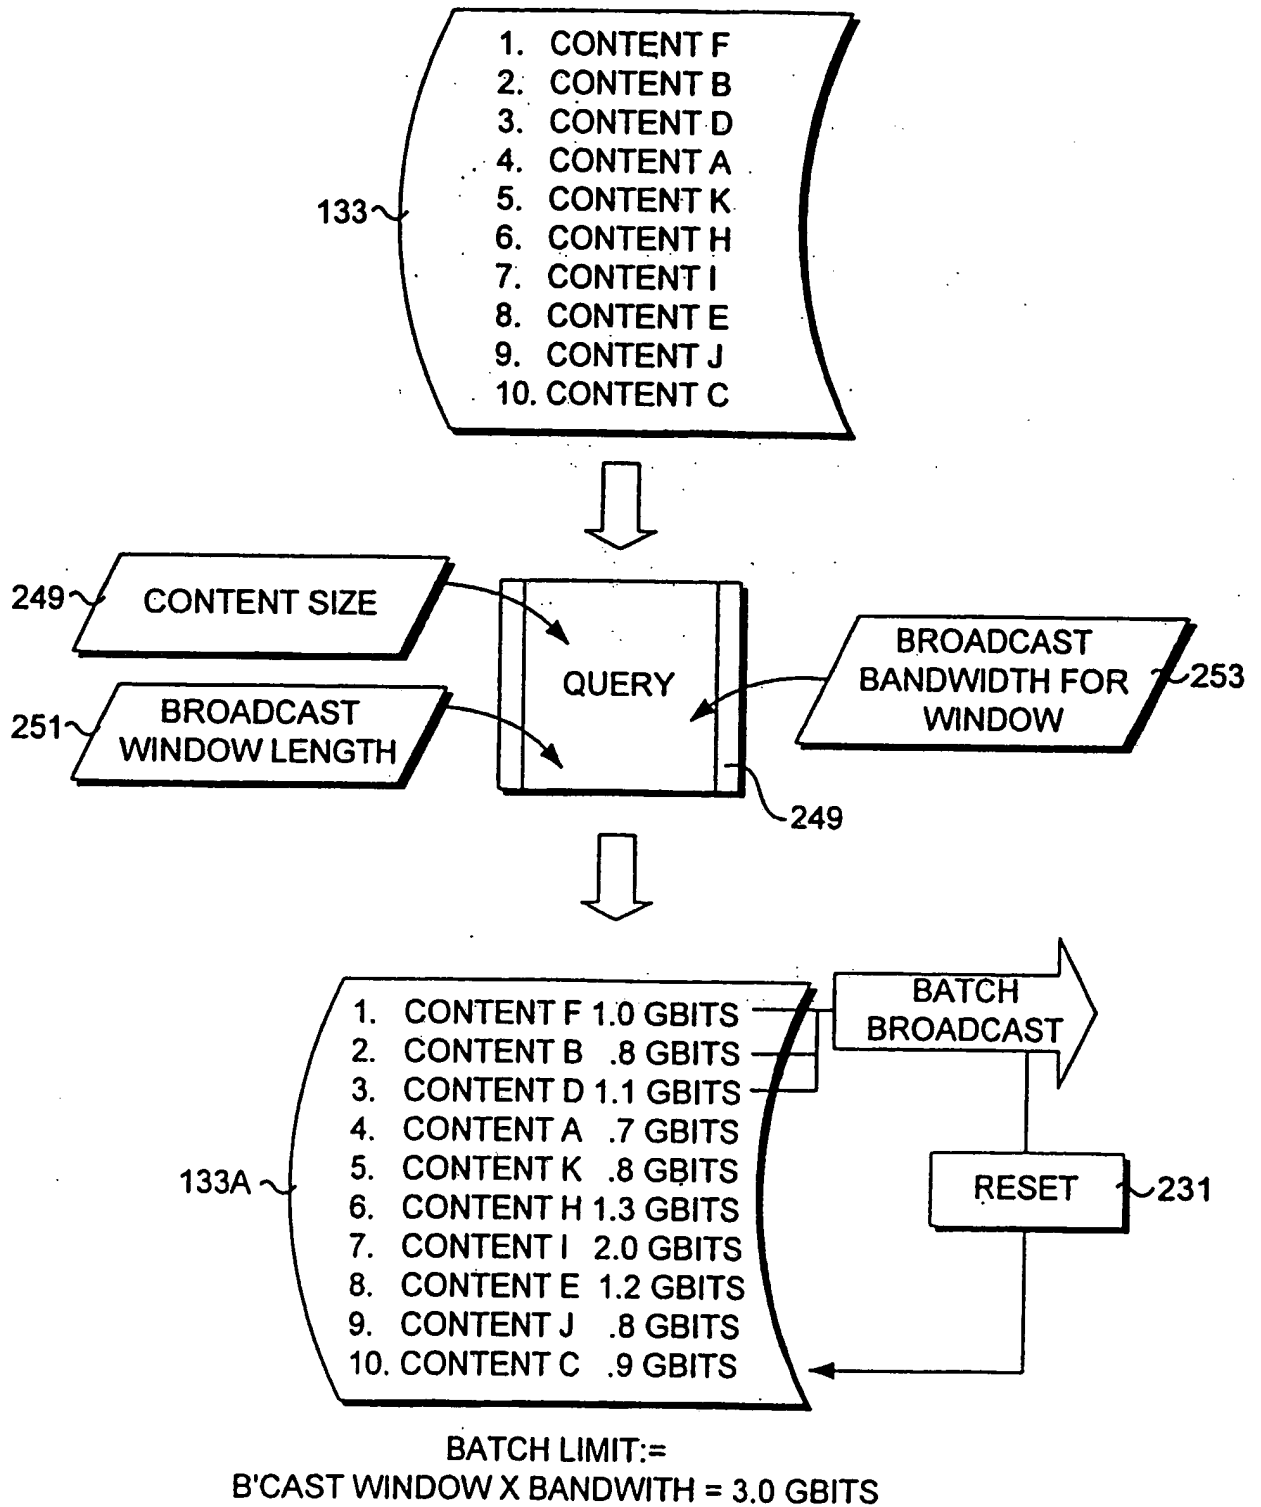 1. CONTENT F
2. CONTENT B
3. CONTENT D
4. CONTENT A
5. CONTENT K
6. CONTENT H
7. CONTENT I
8. CONTENT E
9. CONTENT J
10. CONTENT C
133
249
CONTENT SIZE
251
BROADCAST
WINDOW LENGTH
QUERY
BROADCAST
BANDWIDTH FOR
WINDOW
253
249
1. CONTENT F 1.0 GBITS
2. CONTENT B .8 GBITS
3. CONTENT D 1.1 GBITS
4. CONTENT A .7 GBITS
5. CONTENT K .8 GBITS
6. CONTENT H 1.3 GBITS
7. CONTENT I 2.0 GBITS
8. CONTENT E 1.2 GBITS
9. CONTENT J .8 GBITS
10. CONTENT C .9 GBITS
133A
BATCH
BROADCAST
RESET
231
BATCH LIMIT:=
B'CAST WINDOW X BANDWITH = 3.0 GBITS